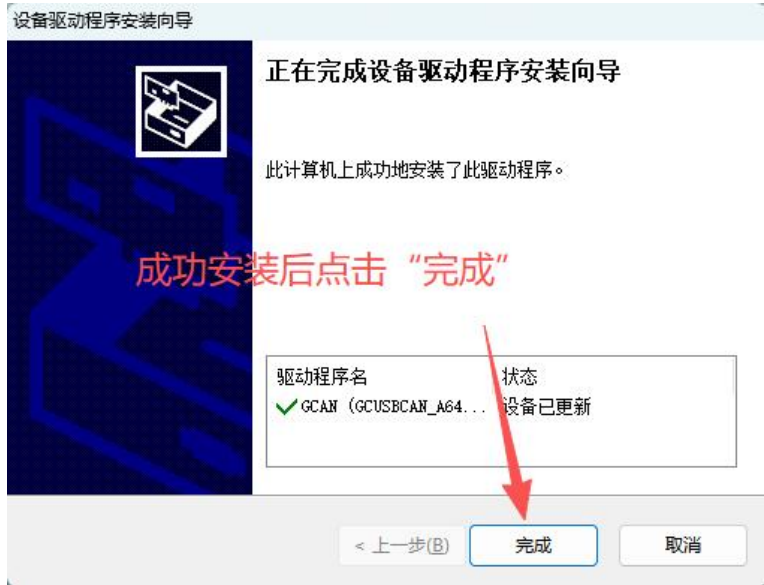 设备驱动程序安装向导
正在完成设备驱动程序安装向导
此计算机上成功地安装了此驱动程序。
成功安装后点击“完成”
驱动程序名 状态
GCAN (GCUSBCAN_A64... 设备已更新
< 上一步(B) 完成 取消